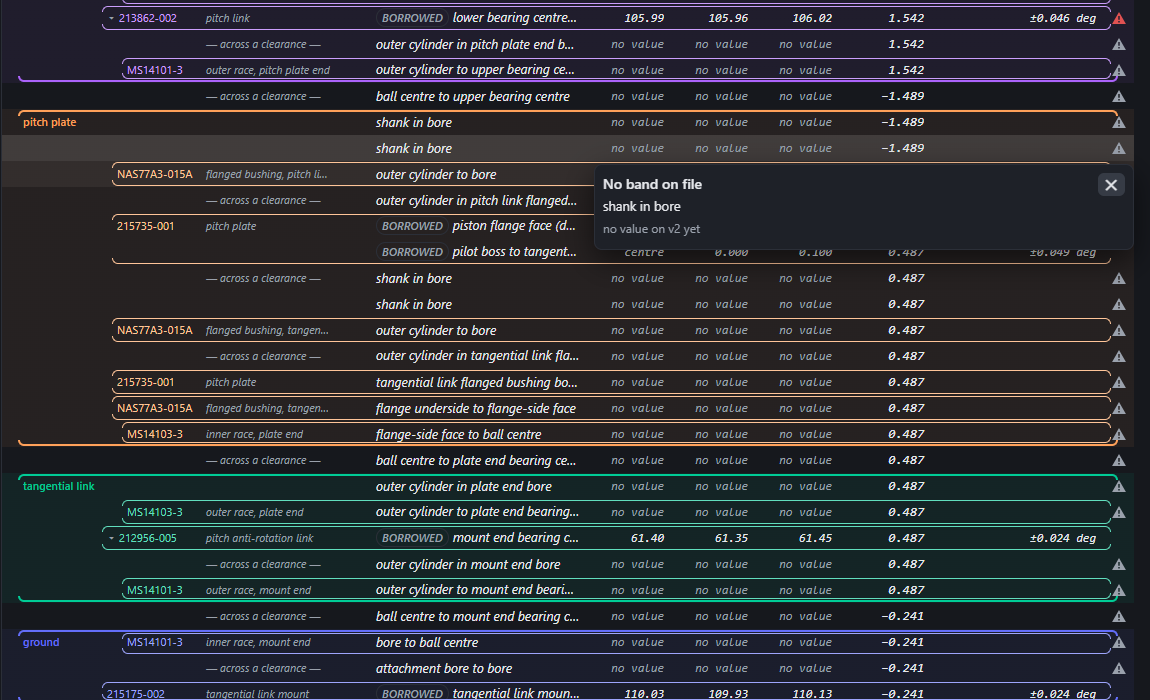 213862-002 pitch link BORROWED lower bearing centre... 105.99 105.96 106.02 1.542 ±0.046 deg
— across a clearance — outer cylinder in pitch plate end b... no value no value no value 1.542
MS14101-3 outer race, pitch plate end outer cylinder to upper bearing ce... no value no value no value 1.542
— across a clearance — ball centre to upper bearing centre no value no value no value −1.489
pitch plate shank in bore no value no value no value −1.489
shank in bore no value no value no value −1.489
NAS77A3-015A flanged bushing, pitch li... outer cylinder to bore
No band on file
— across a clearance — outer cylinder in pitch link flanged...
shank in bore
215735-001 pitch plate BORROWED piston flange face (d...
no value on v2 yet
BORROWED pilot boss to tangent... centre 0.000 0.100 0.487 ±0.049 deg
— across a clearance — shank in bore no value no value no value 0.487
shank in bore no value no value no value 0.487
NAS77A3-015A flanged bushing, tangen... outer cylinder to bore no value no value no value 0.487
— across a clearance — outer cylinder in tangential link fla... no value no value no value 0.487
215735-001 pitch plate tangential link flanged bushing bo... no value no value no value 0.487
NAS77A3-015A flanged bushing, tangen... flange underside to flange-side face no value no value no value 0.487
MS14103-3 inner race, plate end flange-side face to ball centre no value no value no value 0.487
— across a clearance — ball centre to plate end bearing ce... no value no value no value 0.487
tangential link outer cylinder in plate end bore no value no value no value 0.487
MS14103-3 outer race, plate end outer cylinder to plate end bearing... no value no value no value 0.487
212956-005 pitch anti-rotation link BORROWED mount end bearing c... 61.40 61.35 61.45 0.487 ±0.024 deg
— across a clearance — outer cylinder in mount end bore no value no value no value 0.487
MS14101-3 outer race, mount end outer cylinder to mount end beari... no value no value no value 0.487
— across a clearance — ball centre to mount end bearing c... no value no value no value −0.241
ground MS14101-3 inner race, mount end bore to ball centre no value no value no value −0.241
— across a clearance — attachment bore to bore no value no value no value −0.241
215175-002 tangential link mount BORROWED tangential link moun... 110.03 109.93 110.13 −0.241 ±0.024 deg